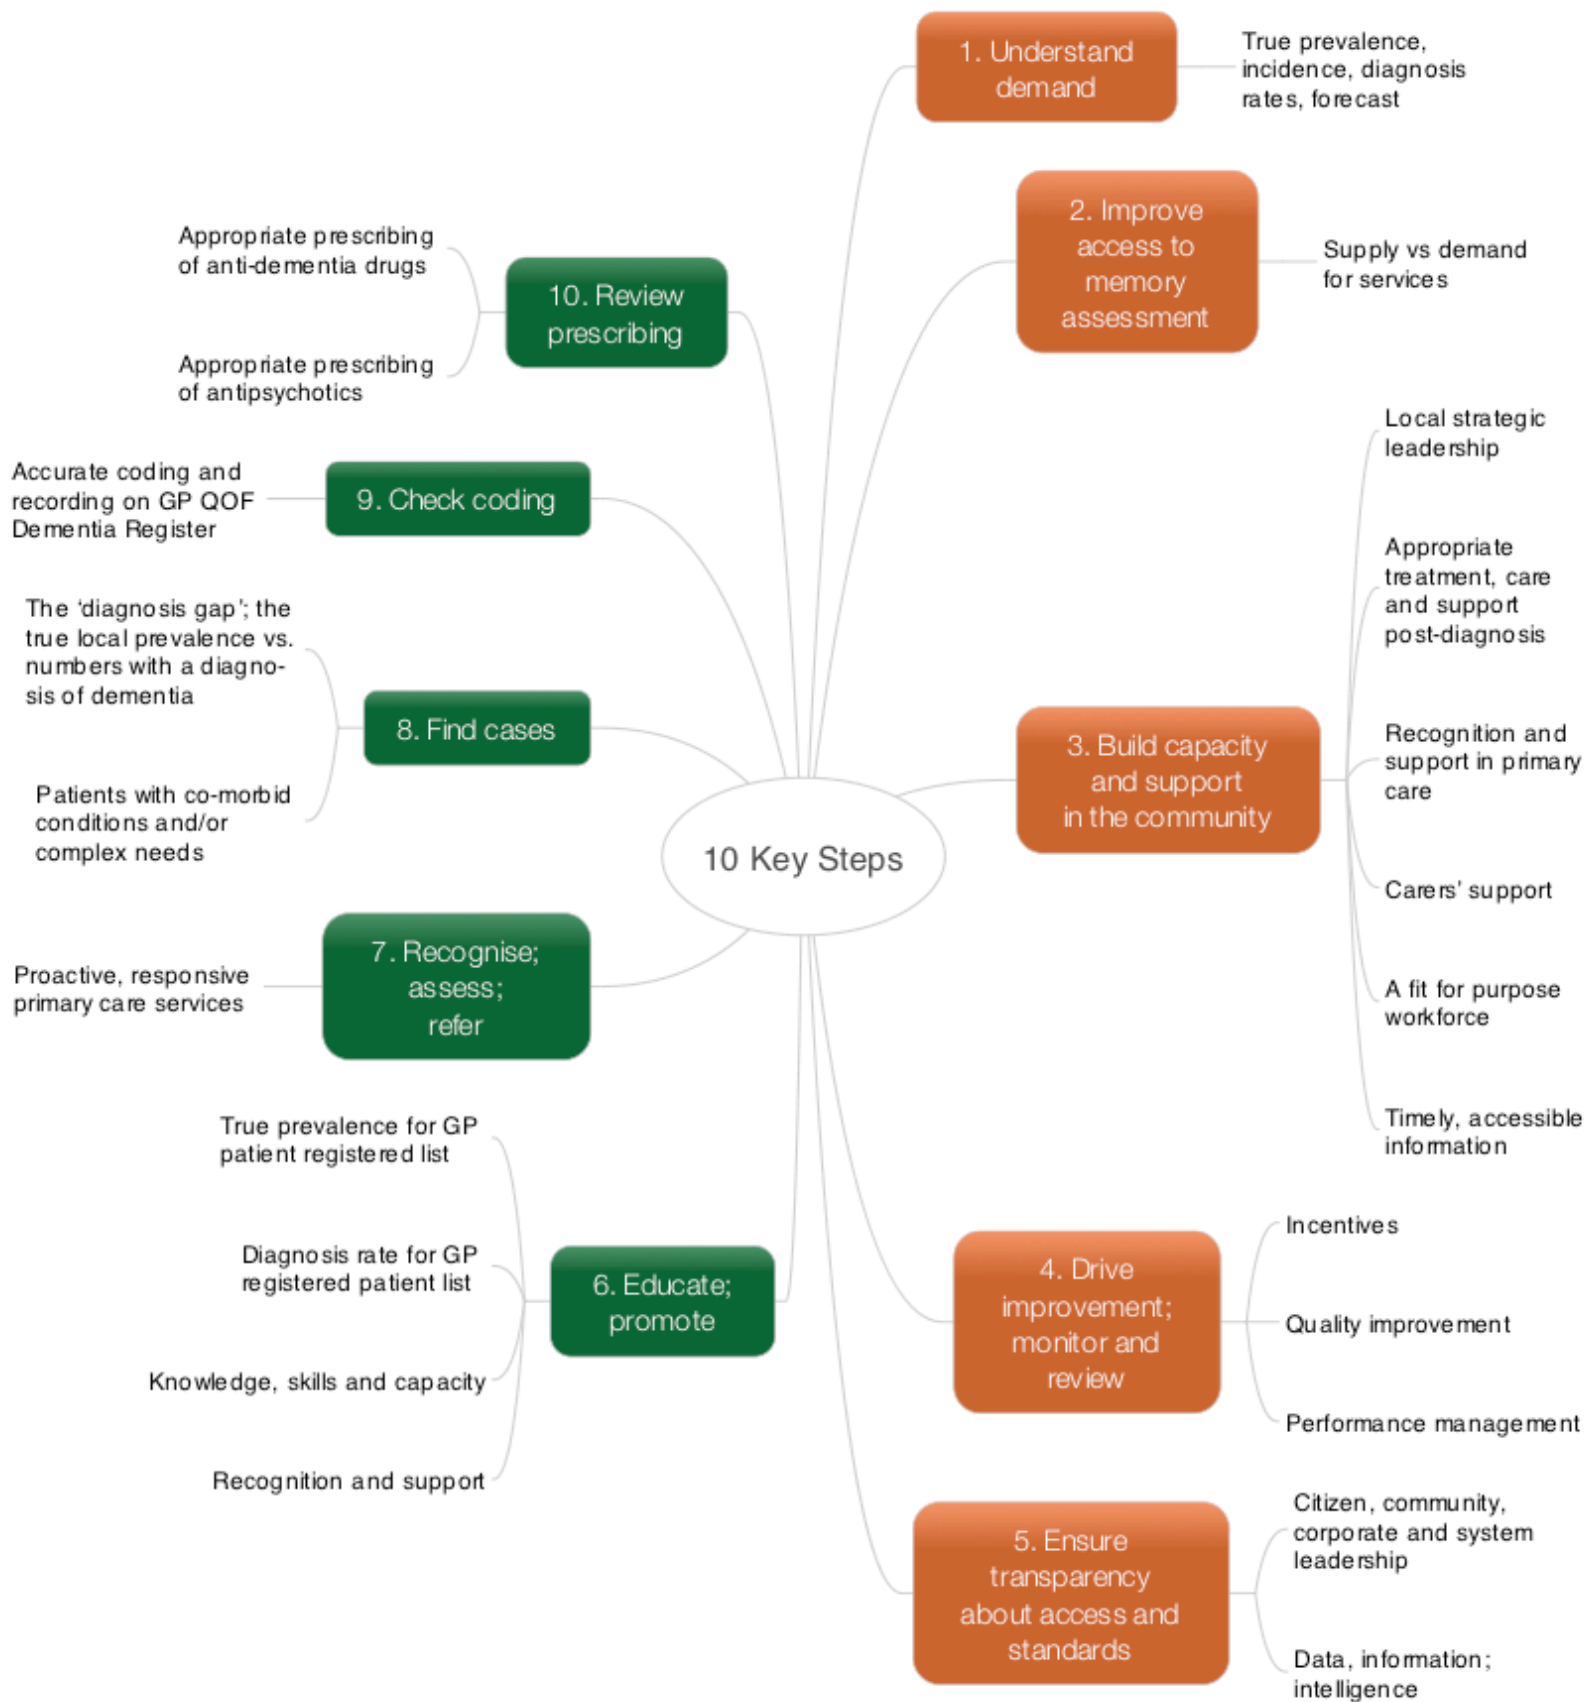 10 Key Steps
1. Understand
demand
True prevalence,
incidence, diagnosis
rates, forecast
2. Improve
access to
memory
assessment
Supply vs demand
for services
3. Build capacity
and support
in the community
Local strategic
leadership
Appropriate
treatment, care
and support
post-diagnosis
Recognition and
support in primary
care
Carers' support
A fit for purpose
workforce
Timely, accessible
information
4. Drive
improvement;
monitor and
review
Incentives
Quality improvement
Performance management
5. Ensure
transparency
about access and
standards
Citizen, community,
corporate and system
leadership
Data, information;
intelligence
6. Educate;
promote
True prevalence for GP
patient registered list
Diagnosis rate for GP
registered patient list
Knowledge, skills and capacity
Recognition and support
7. Recognise;
assess;
refer
Proactive, responsive
primary care services
8. Find cases
The ‘diagnosis gap’; the
true local prevalence vs.
numbers with a diagno-
sis of dementia
Patients with co-morbid
conditions and/or
complex needs
9. Check coding
Accurate coding and
recording on GP QOF
Dementia Register
10. Review
prescribing
Appropriate prescribing
of anti-dementia drugs
Appropriate prescribing
of antipsychotics